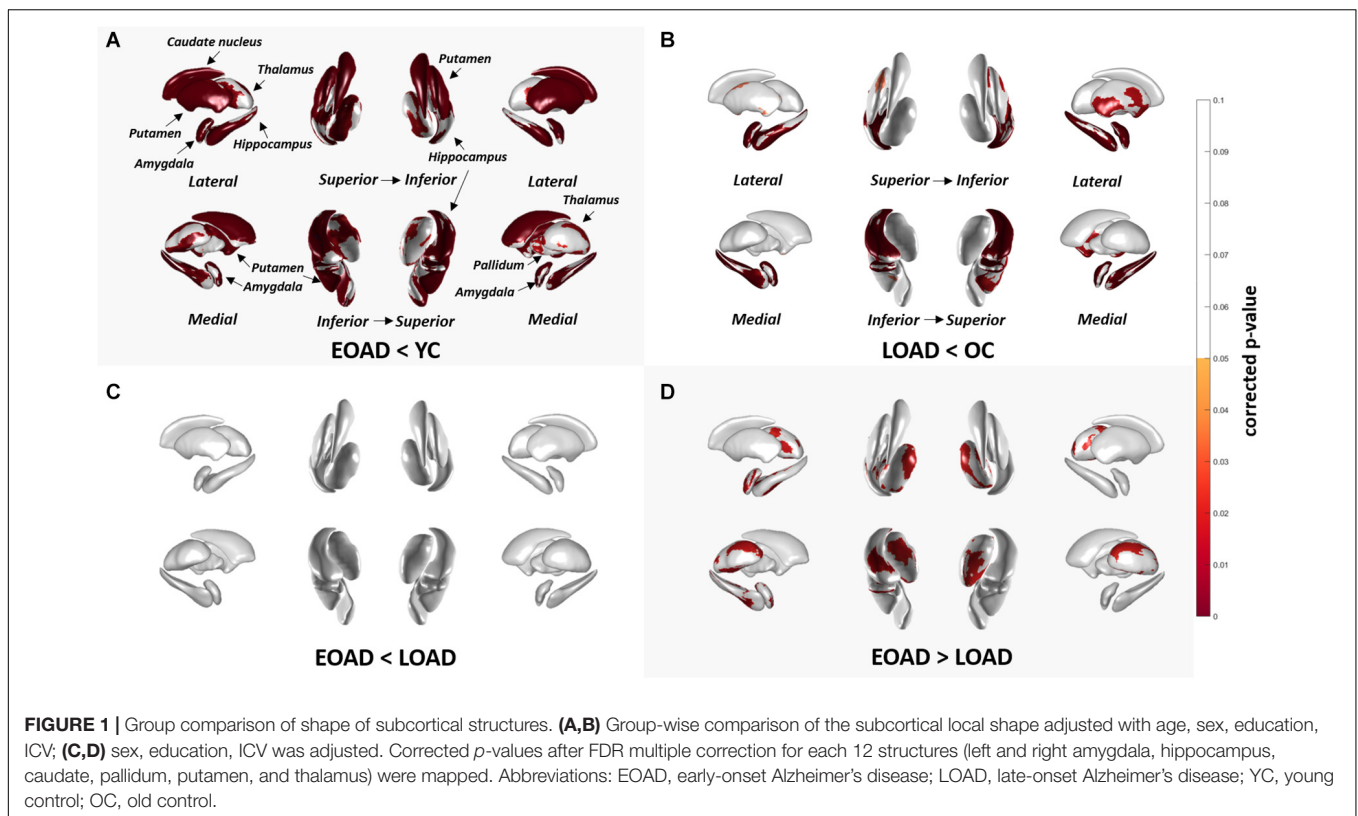 A
Caudate nucleus
Thalamus
Putamen
Putamen
Amygdala
Hippocampus
Hippocampus
Lateral
Superior → Inferior
Lateral
Thalamus
Putamen
Amygdala
Pallidum
Amygdala
Medial
Inferior → Superior
Medial
EOAD < YC
B
Lateral
Superior → Inferior
Lateral
Medial
Inferior → Superior
Medial
LOAD < OC
C
EOAD < LOAD
D
EOAD > LOAD
0.1
0.09
0.08
0.07
0.06
0.05
0.04
0.03
0.02
0.01
0
corrected p-value
FIGURE 1 | Group comparison of shape of subcortical structures. (A,B) Group-wise comparison of the subcortical local shape adjusted with age, sex, education,
ICV; (C,D) sex, education, ICV was adjusted. Corrected p-values after FDR multiple correction for each 12 structures (left and right amygdala, hippocampus,
caudate, pallidum, putamen, and thalamus) were mapped. Abbreviations: EOAD, early-onset Alzheimer's disease; LOAD, late-onset Alzheimer's disease; YC, young
control; OC, old control.